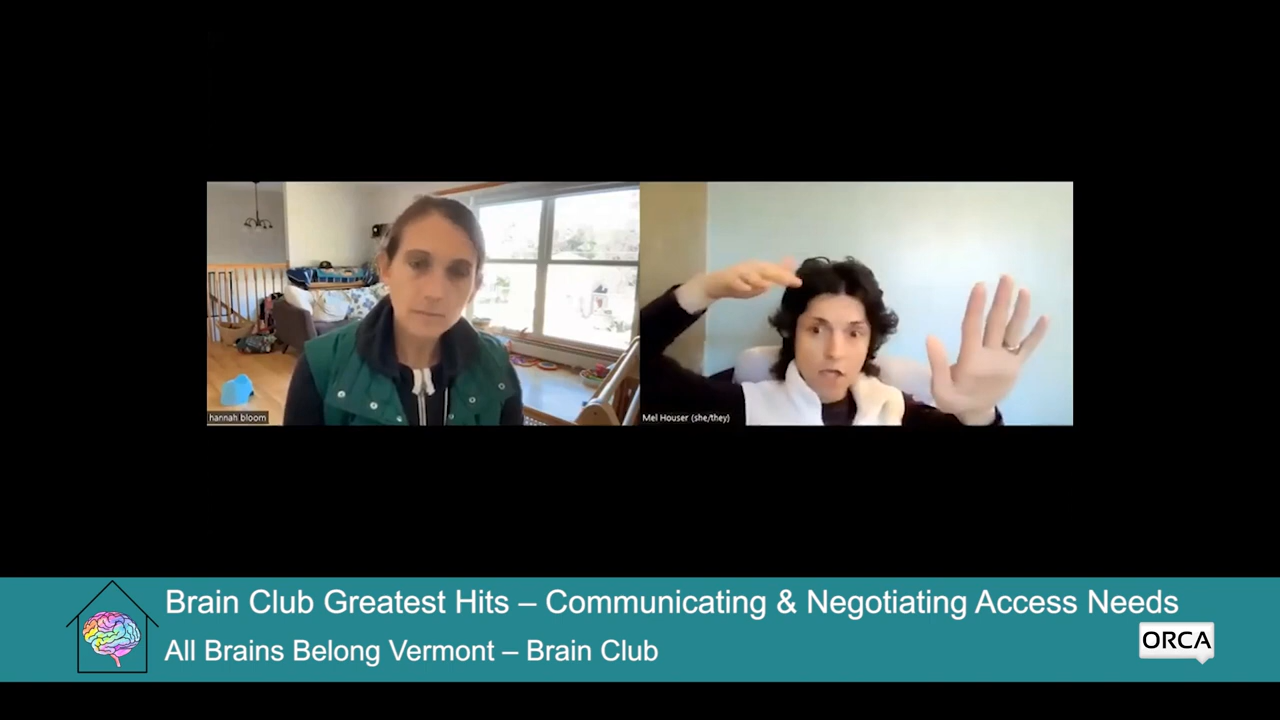 hannah bloom
Mel Houser (she/they)
Brain Club Greatest Hits – Communicating & Negotiating Access Needs
All Brains Belong Vermont – Brain Club
ORCA